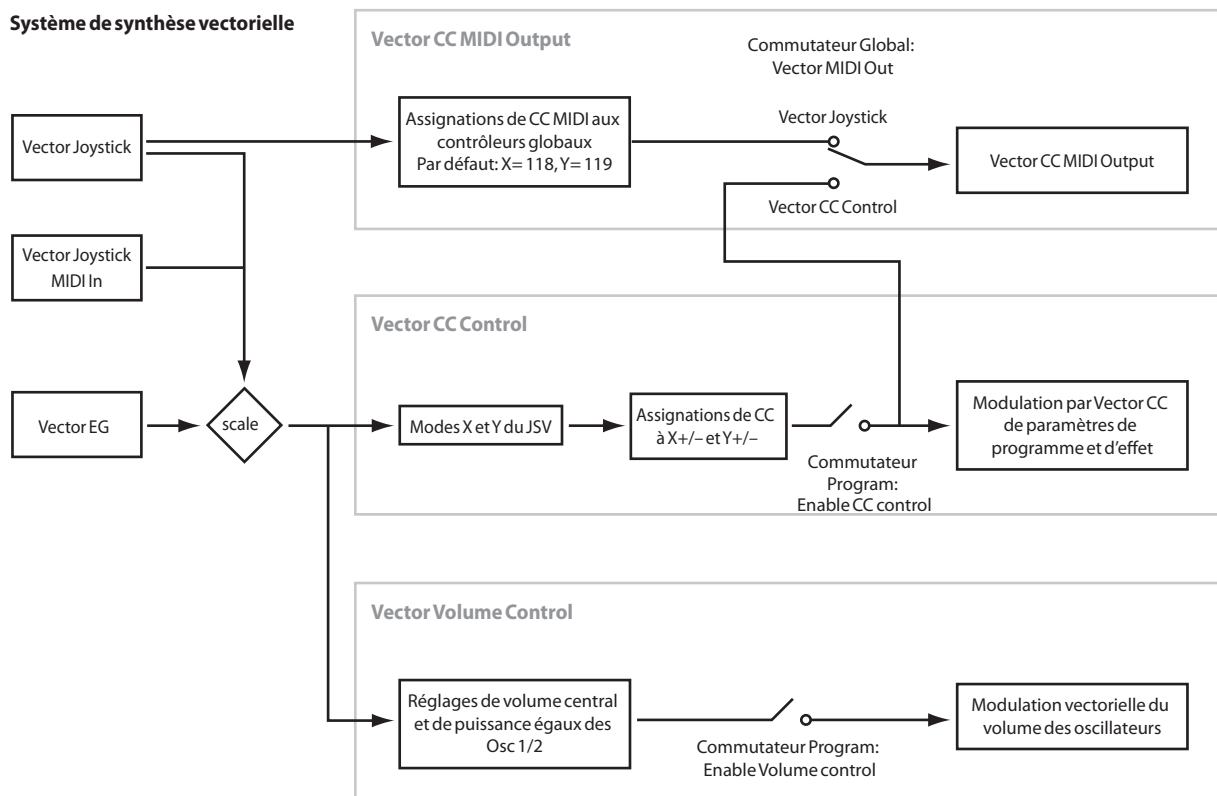 Système de synthèse vectorielle
Vector CC MIDI Output
Commutateur Global:
Vector MIDI Out
Vector Joystick
Assignations de CC MIDI aux
contrôleurs globaux
Par défaut: X= 118, Y= 119
Vector Joystick
Vector CC Control
Vector CC MIDI Output
Vector Joystick
MIDI In
Vector CC Control
Vector EG
scale
Modes X et Y du JSV
Assignations de CC
à X+/– et Y+/–
Commutateur
Program:
Enable CC control
Modulation par Vector CC
de paramètres de
programme et d'effet
Vector Volume Control
Réglages de volume central
et de puissance égaux des
Osc 1/2
Commutateur Program:
Enable Volume control
Modulation vectorielle du
volume des oscillateurs